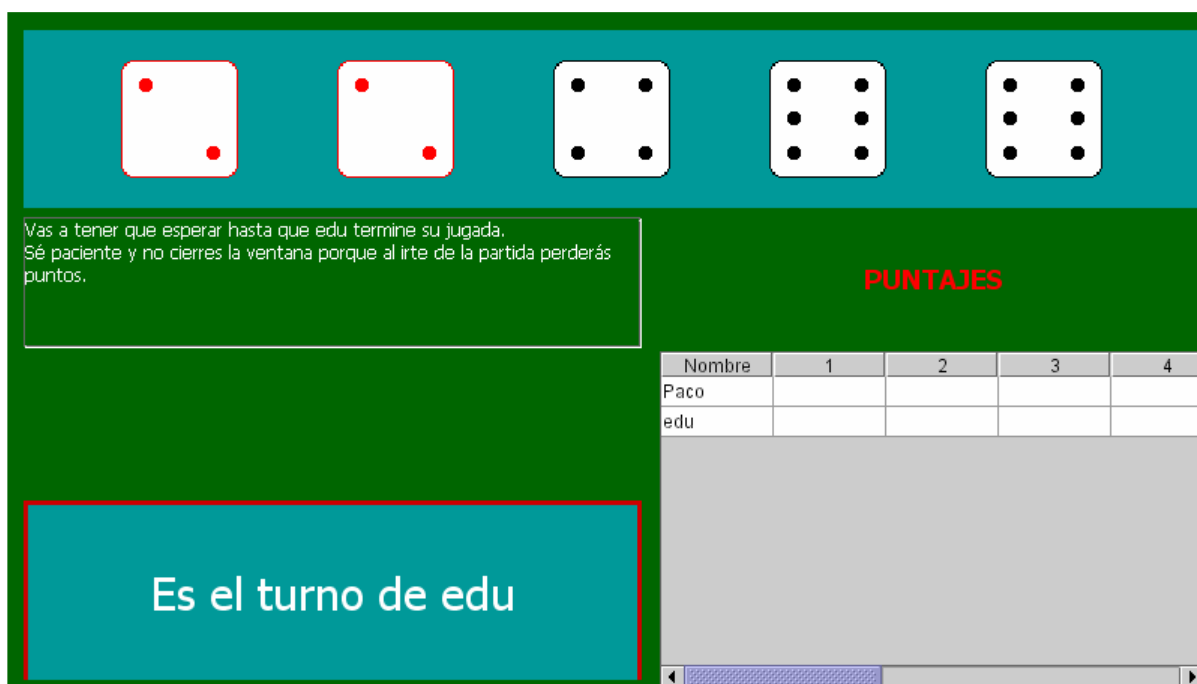 Vas a tener que esperar hasta que edu termine su jugada.
Sé paciente y no cierres la ventana porque al irte de la partida perderás
puntos.
PUNTAJES
Nombre 1 2 3 4
Paco
edu
Es el turno de edu